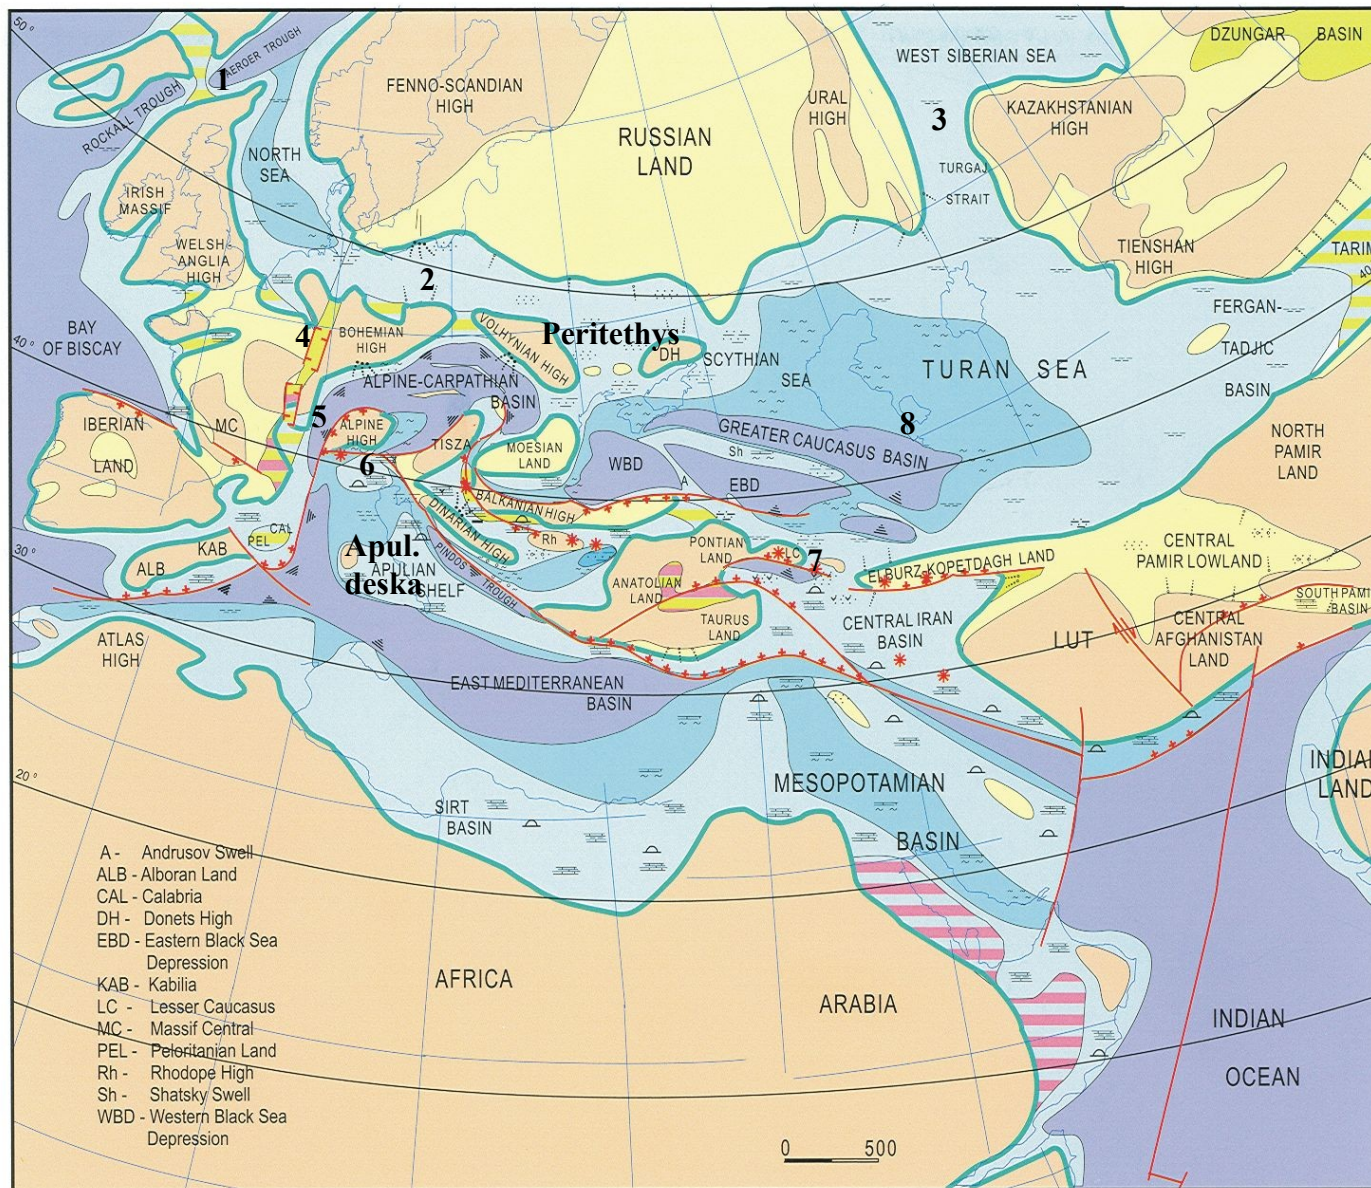 50 °
AEROER TROUGH
1
ROCKALL TROUGH
FENNO-SCANDIAN
HIGH
NORTH
SEA
IRISH
MASSIF
WELSH-
ANGLIA
HIGH
RUSSIAN
LAND
URAL
HIGH
WEST SIBERIAN SEA
3
TURGAJ
STRAIT
KAZAKHSTANIAN
HIGH
DZUNGAR BASIN
TIENSHAN
HIGH
TARIM
40
FERGAN-
TADJIC
BASIN
2
BAY
OF BISCAY
40 °
4
BOHEMIAN
HIGH
VOLHYNIAN HIGH
Peritethys
DH
SCYTHIAN
SEA
TURAN SEA
ALPINE-CARPATHIAN
BASIN
IBERIAN
LAND
MC
5
ALPINE
HIGH
6
TISZA
MOESIAN
LAND
GREATER CAUCASUS BASIN
8
Sh
WBD
A
EBD
NORTH
PAMIR
LAND
BALKANIAN HIGH
DINARIAN HIGH
Rh
CAL
PEL
KAB
ALB
30 °
Apul.
deska
APULIAN
SHELF
PINDOS TROUGH
PONTIAN
LAND
LC
7
ANATOLIAN
LAND
TAURUS
LAND
ELBURZ-KOPETDAGH LAND
CENTRAL
PAMIR LOWLAND
SOUTH PAMI
BASIN
CENTRAL IRAN
BASIN
LUT
CENTRAL
AFGHANISTAN
LAND
ATLAS
HIGH
EAST MEDITERRANEAN
BASIN
20 °
SIRT
BASIN
MESOPOTAMIAN
BASIN
INDIAN
LAND
A - Andrusov Swell
ALB - Alboran Land
CAL - Calabria
DH - Donets High
EBD - Eastern Black Sea
Depression
KAB - Kabilia
LC - Lesser Caucasus
MC - Massif Central
PEL - Peloritanian Land
Rh - Rhodope High
Sh - Shatsky Swell
WBD - Western Black Sea
Depression
AFRICA
ARABIA
INDIAN
OCEAN
0 500